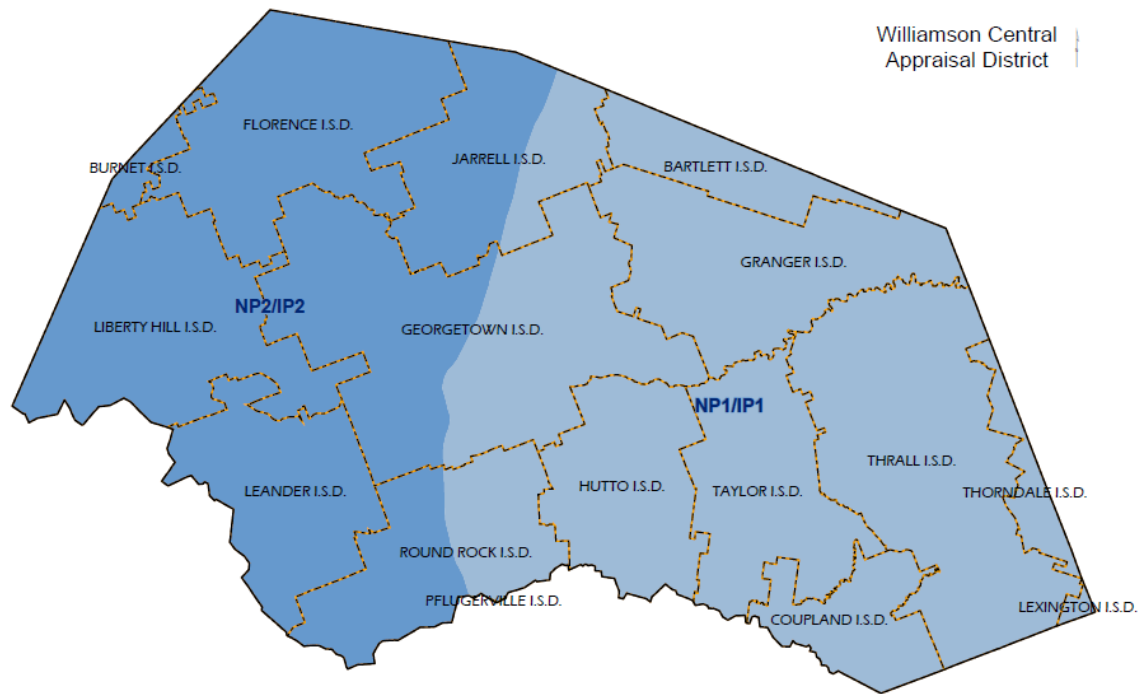 Williamson Central
Appraisal District
FLORENCE I.S.D.
JARRELL I.S.D.
BURNET I.S.D.
BARTLETT I.S.D.
GRANGER I.S.D.
NP2/IP2
LIBERTY HILL I.S.D.
GEORGETOWN I.S.D.
NP1/IP1
THRALL I.S.D.
HUTTO I.S.D.
LEANDER I.S.D.
TAYLOR I.S.D.
THORNDALE I.S.D.
ROUND ROCK I.S.D.
PFLUGERVILLE I.S.D.
LEXINGTON I.S.D.
COUPLAND I.S.D.